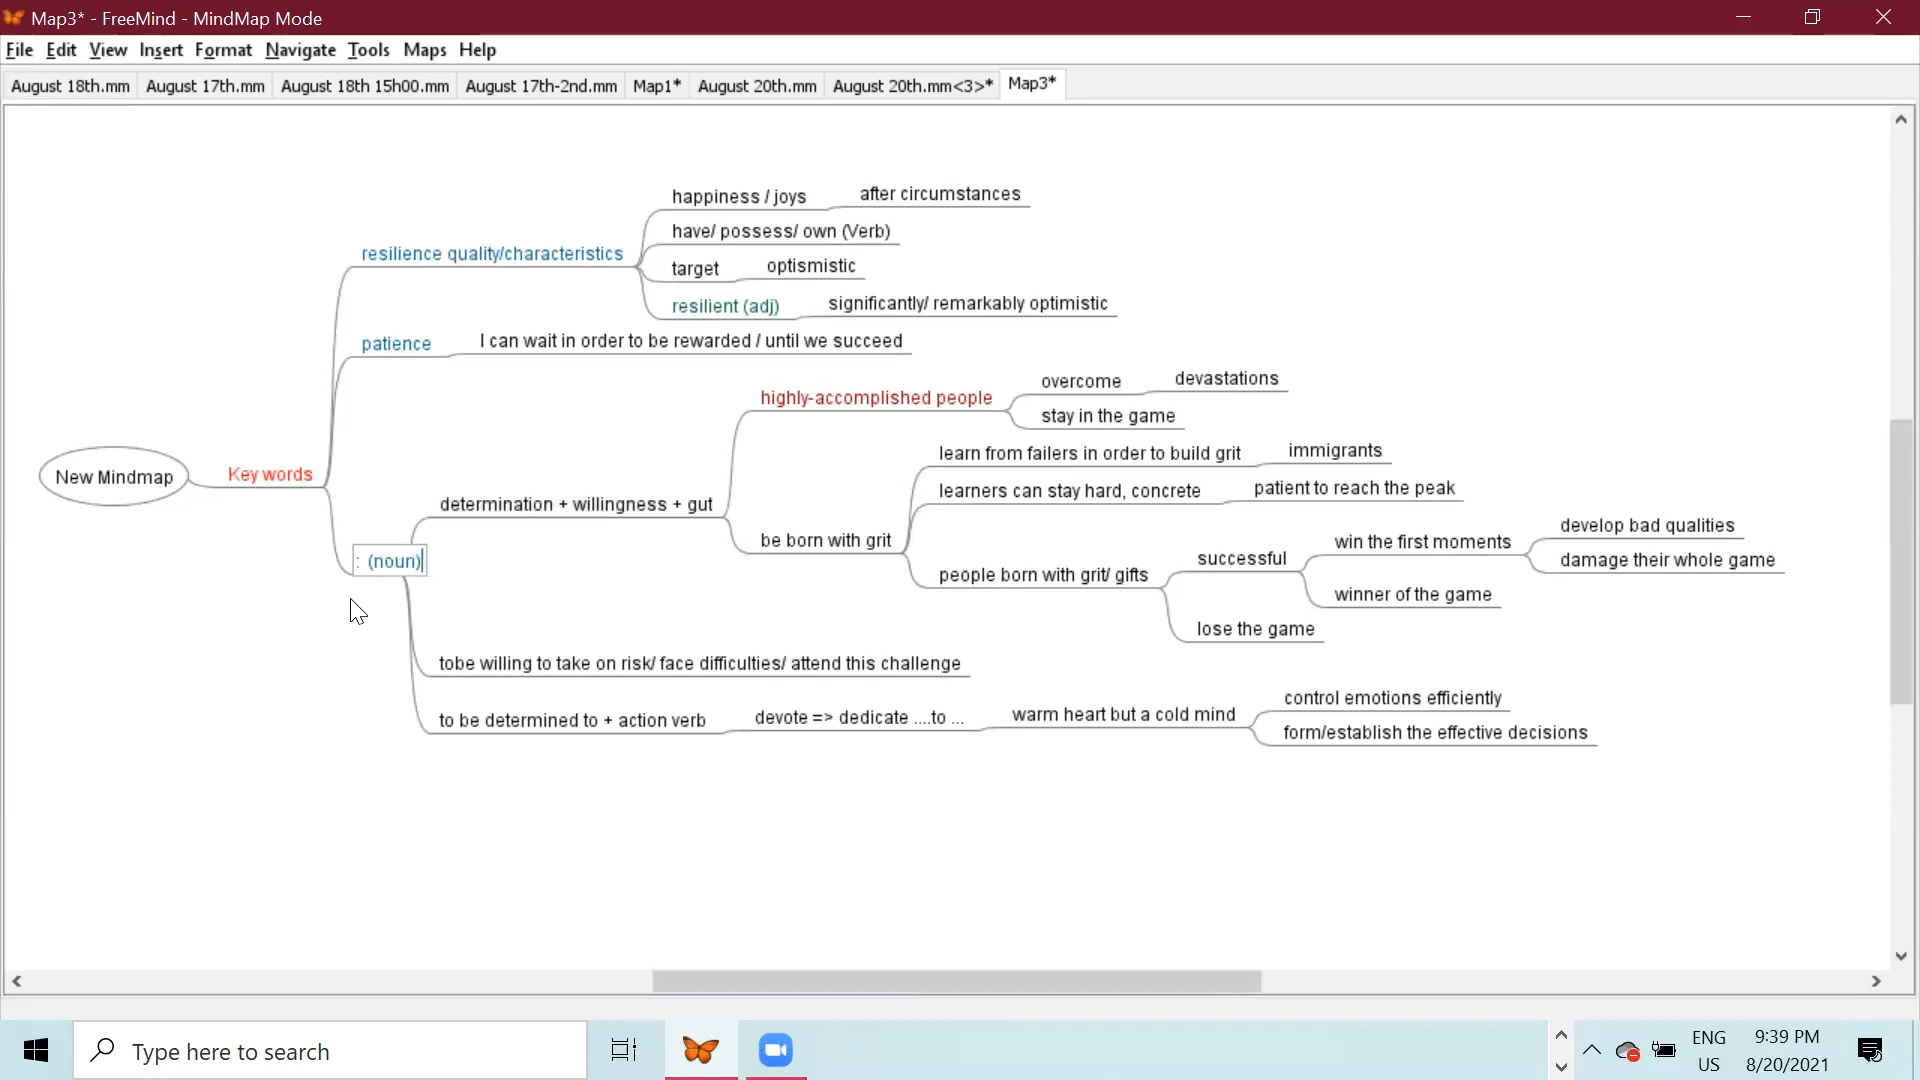 Map3* - FreeMind - MindMap Mode
File Edit View Insert Format Navigate Tools Maps Help
August 18th.mm August 17th.mm August 18th 15h00.mm August 17th-2nd.mm Map1* August 20th.mm August 20th.mm<3>* Map3*
happiness / joys after circumstances
have/ possess/ own (Verb)
resilience quality/characteristics
target optismistic
resilient (adj) significantly/ remarkably optimistic
patience I can wait in order to be rewarded / until we succeed
highly-accomplished people
overcome devastations
stay in the game
learn from failers in order to build grit immigrants
New Mindmap Key words
learners can stay hard, concrete patient to reach the peak
determination + willingness + gut
be born with grit
people born with grit/ gifts
successful
win the first moments
develop bad qualities
damage their whole game
winner of the game
lose the game
: (noun)
tobe willing to take on risk/ face difficulties/ attend this challenge
to be determined to + action verb devote => dedicate ....to ... warm heart but a cold mind
control emotions efficiently
form/establish the effective decisions
Type here to search
ENG
US
9:39 PM
8/20/2021